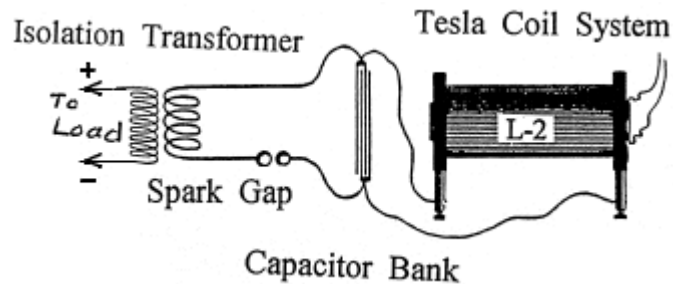 Isolation Transformer
Tesla Coil System
+
To
Load
-
L-2
Spark Gap
Capacitor Bank